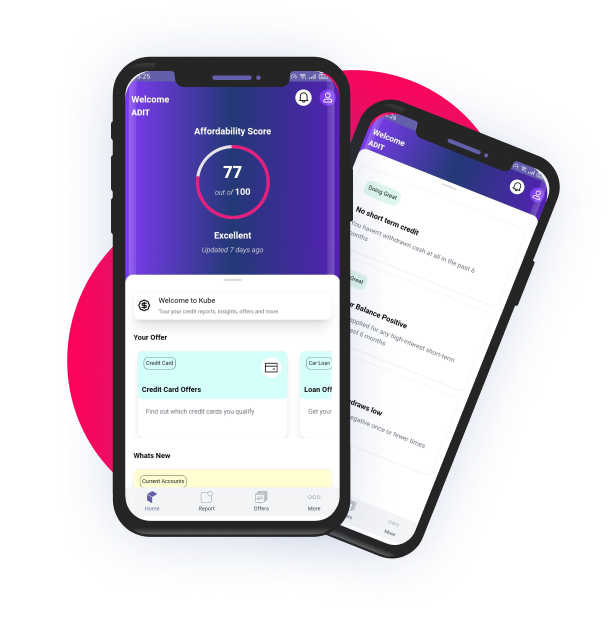 :25
Welcome
ADIT
Affordability Score
77
out of 100
Excellent
Updated 7 days ago
Welcome to Kube
Tour your credit reports, insights, offers and more
Your Offer
Credit Card
Credit Card Offers
Find out which credit cards you qualify
Car Loan
Loan Off
Get your
Whats New
Current Accounts
Home
Report
Offers
More
Welcome
ADIT
Doing Great
No short term credit
You haven't withdrawn cash at all in the past 6
months
Great
Balance Positive
applied for any high-interest short-term
6 months
draws low
negative once or fewer times
More